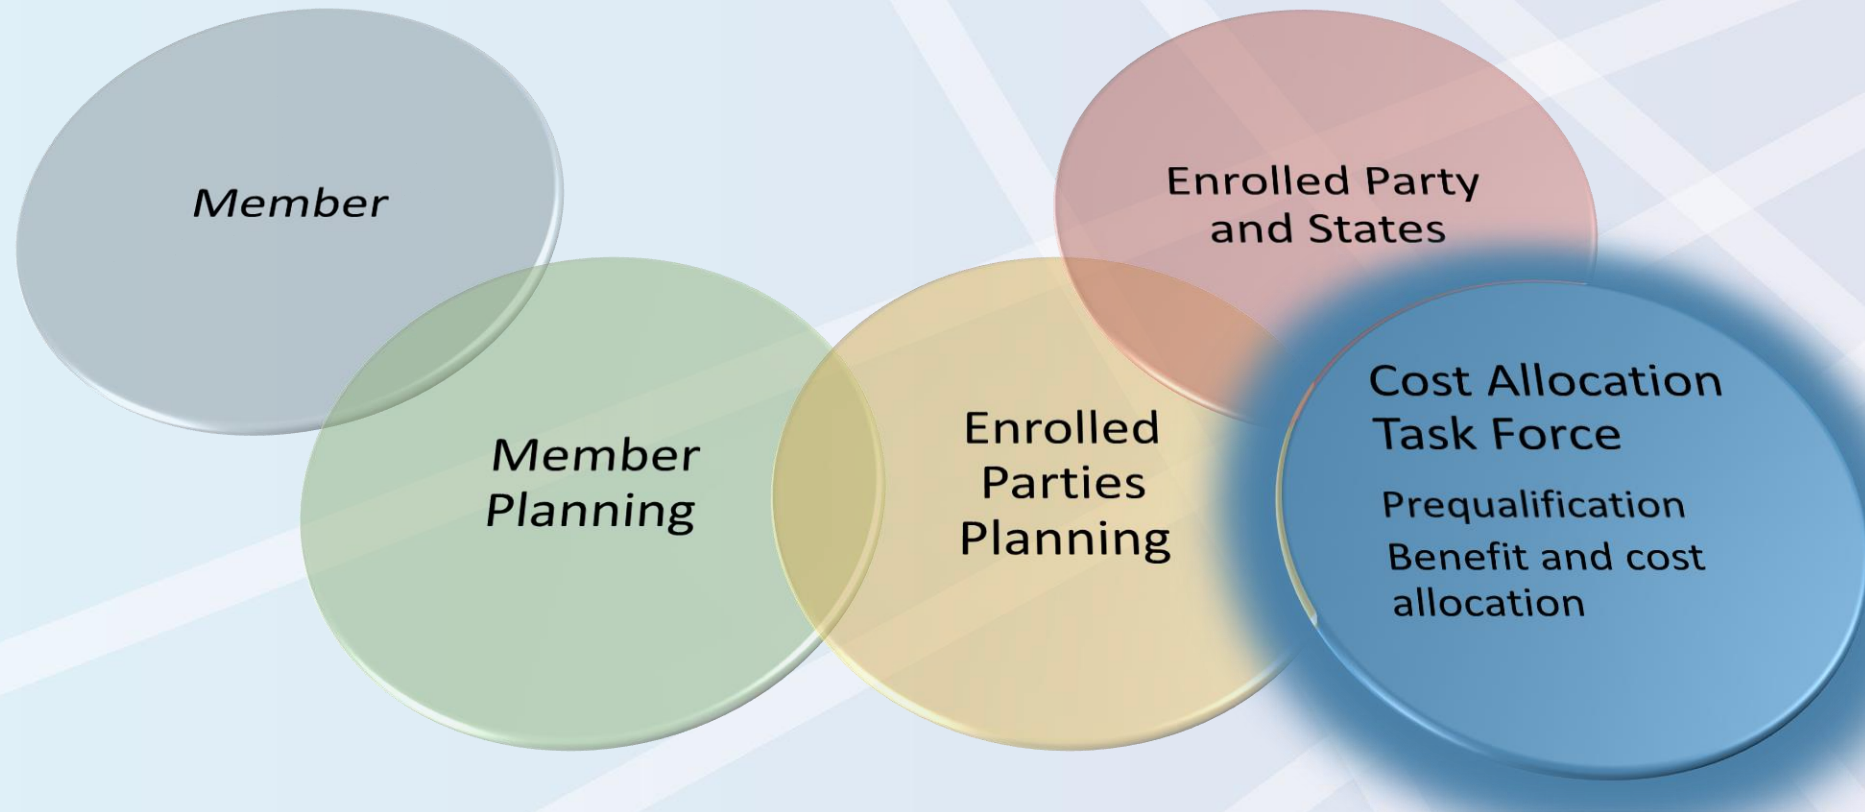 Member
Member
Planning
Enrolled
Parties
Planning
Enrolled Party
and States
Cost Allocation
Task Force
Prequalification
Benefit and cost
allocation